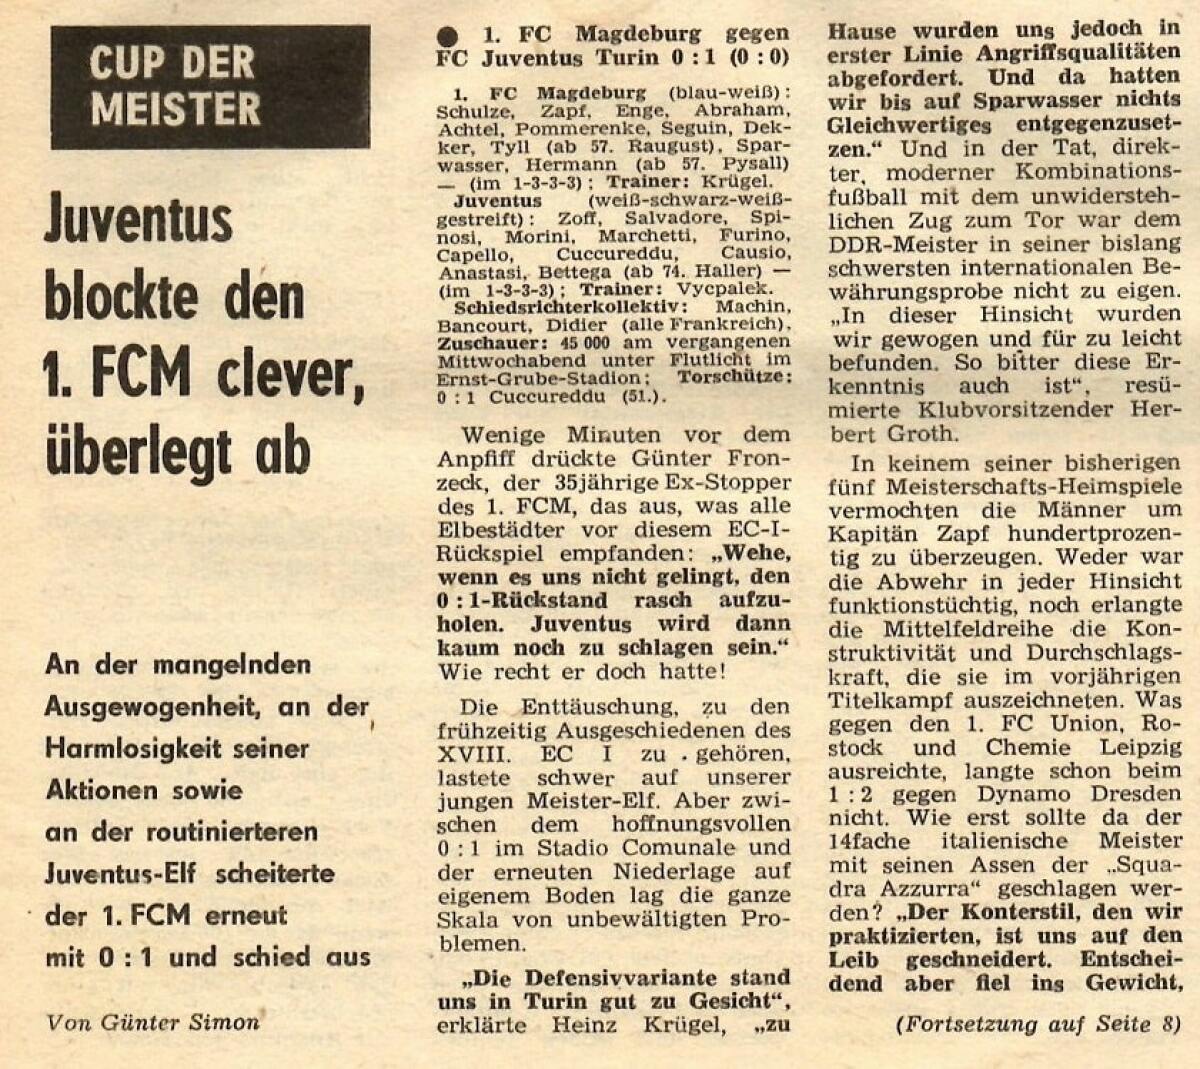 CUP DER
MEISTER
Juventus
blockte den
1. FCM clever,
überlegt ab
An der mangelnden
Ausgewogenheit, an der
Harmlosigkeit seiner
Aktionen sowie
an der routinierteren
Juventus-Elf scheiterte
der 1. FCM erneut
mit 0 : 1 und schied aus
Von Günter Simon
● 1. FC Magdeburg gegen
FC Juventus Turin 0 : 1 (0 : 0)
1. FC Magdeburg (blau-weiß) :
Schulze, Zapf, Enge, Abraham,
Achtel, Pommerenke, Seguin, Dek-
ker, Tyll (ab 57. Raugust), Spar-
wasser, Hermann (ab 57. Pysall)
— (im 1-3-3-3) ; Trainer: Krügel.
Juventus (weiß-schwarz-weiß-
gestreift) : Zoff, Salvadore, Spi-
nosi, Morini, Marchetti, Furino,
Capello, Cuccureddu, Causio,
Anastasi, Bettega (ab 74. Haller) —
(im 1-3-3-3) ; Trainer: Vycpalek.
Schiedsrichterkollektiv: Machin,
Bancourt, Didier (alle Frankreich),
Zuschauer: 45 000 am vergangenen
Mittwochabend unter Flutlicht im
Ernst-Grube-Stadion; Torschütze:
0 : 1 Cuccureddu (51.).
Wenige Minuten vor dem
Anpfiff drückte Günter Fron-
zeck, der 35jährige Ex-Stopper
des 1. FCM, das aus, was alle
Elbestädter vor diesem EC-I-
Rückspiel empfanden: „Wehe,
wenn es uns nicht gelingt, den
0 : 1-Rückstand rasch aufzu-
holen. Juventus wird dann
kaum noch zu schlagen sein.“
Wie recht er doch hatte!
Die Enttäuschung, zu den
frühzeitig Ausgeschiedenen des
XVIII. EC I zu gehören,
lastete schwer auf unserer
jungen Meister-Elf. Aber zwi-
schen dem hoffnungsvollen
0 : 1 im Stadio Comunale und
der erneuten Niederlage auf
eigenem Boden lag die ganze
Skala von unbewältigten Pro-
blemen.
„Die Defensivvariante stand
uns in Turin gut zu Gesicht“,
erklärte Heinz Krügel, „zu
Hause wurden uns jedoch in
erster Linie Angriffsqualitäten
abgefordert. Und da hatten
wir bis auf Sparwasser nichts
Gleichwertiges entgegenzuset-
zen.“ Und in der Tat, direk-
ter, moderner Kombinations-
fußball mit dem unwidersteh-
lichen Zug zum Tor war dem
DDR-Meister in seiner bislang
schwersten internationalen Be-
währungsprobe nicht zu eigen.
„In dieser Hinsicht wurden
wir gewogen und für zu leicht
befunden. So bitter diese Er-
kenntnis auch ist“, resü-
mierte Klubvorsitzender Her-
bert Groth.
In keinem seiner bisherigen
fünf Meisterschafts-Heimspiele
vermochten die Männer um
Kapitän Zapf hundertprozen-
tig zu überzeugen. Weder war
die Abwehr in jeder Hinsicht
funktionstüchtig, noch erlangte
die Mittelfeldreihe die Kon-
struktivität und Durchschlags-
kraft, die sie im vorjährigen
Titelkampf auszeichneten. Was
gegen den 1. FC Union, Ro-
stock und Chemie Leipzig
ausreichte, langte schon beim
1 : 2 gegen Dynamo Dresden
nicht. Wie erst sollte da der
14fache italienische Meister
mit seinen Assen der „Squa-
dra Azzurra“ geschlagen wer-
den? „Der Konterstil, den wir
praktizierten, ist uns auf den
Leib geschneidert. Entschei-
dend aber fiel ins Gewicht,
(Fortsetzung auf Seite 8)